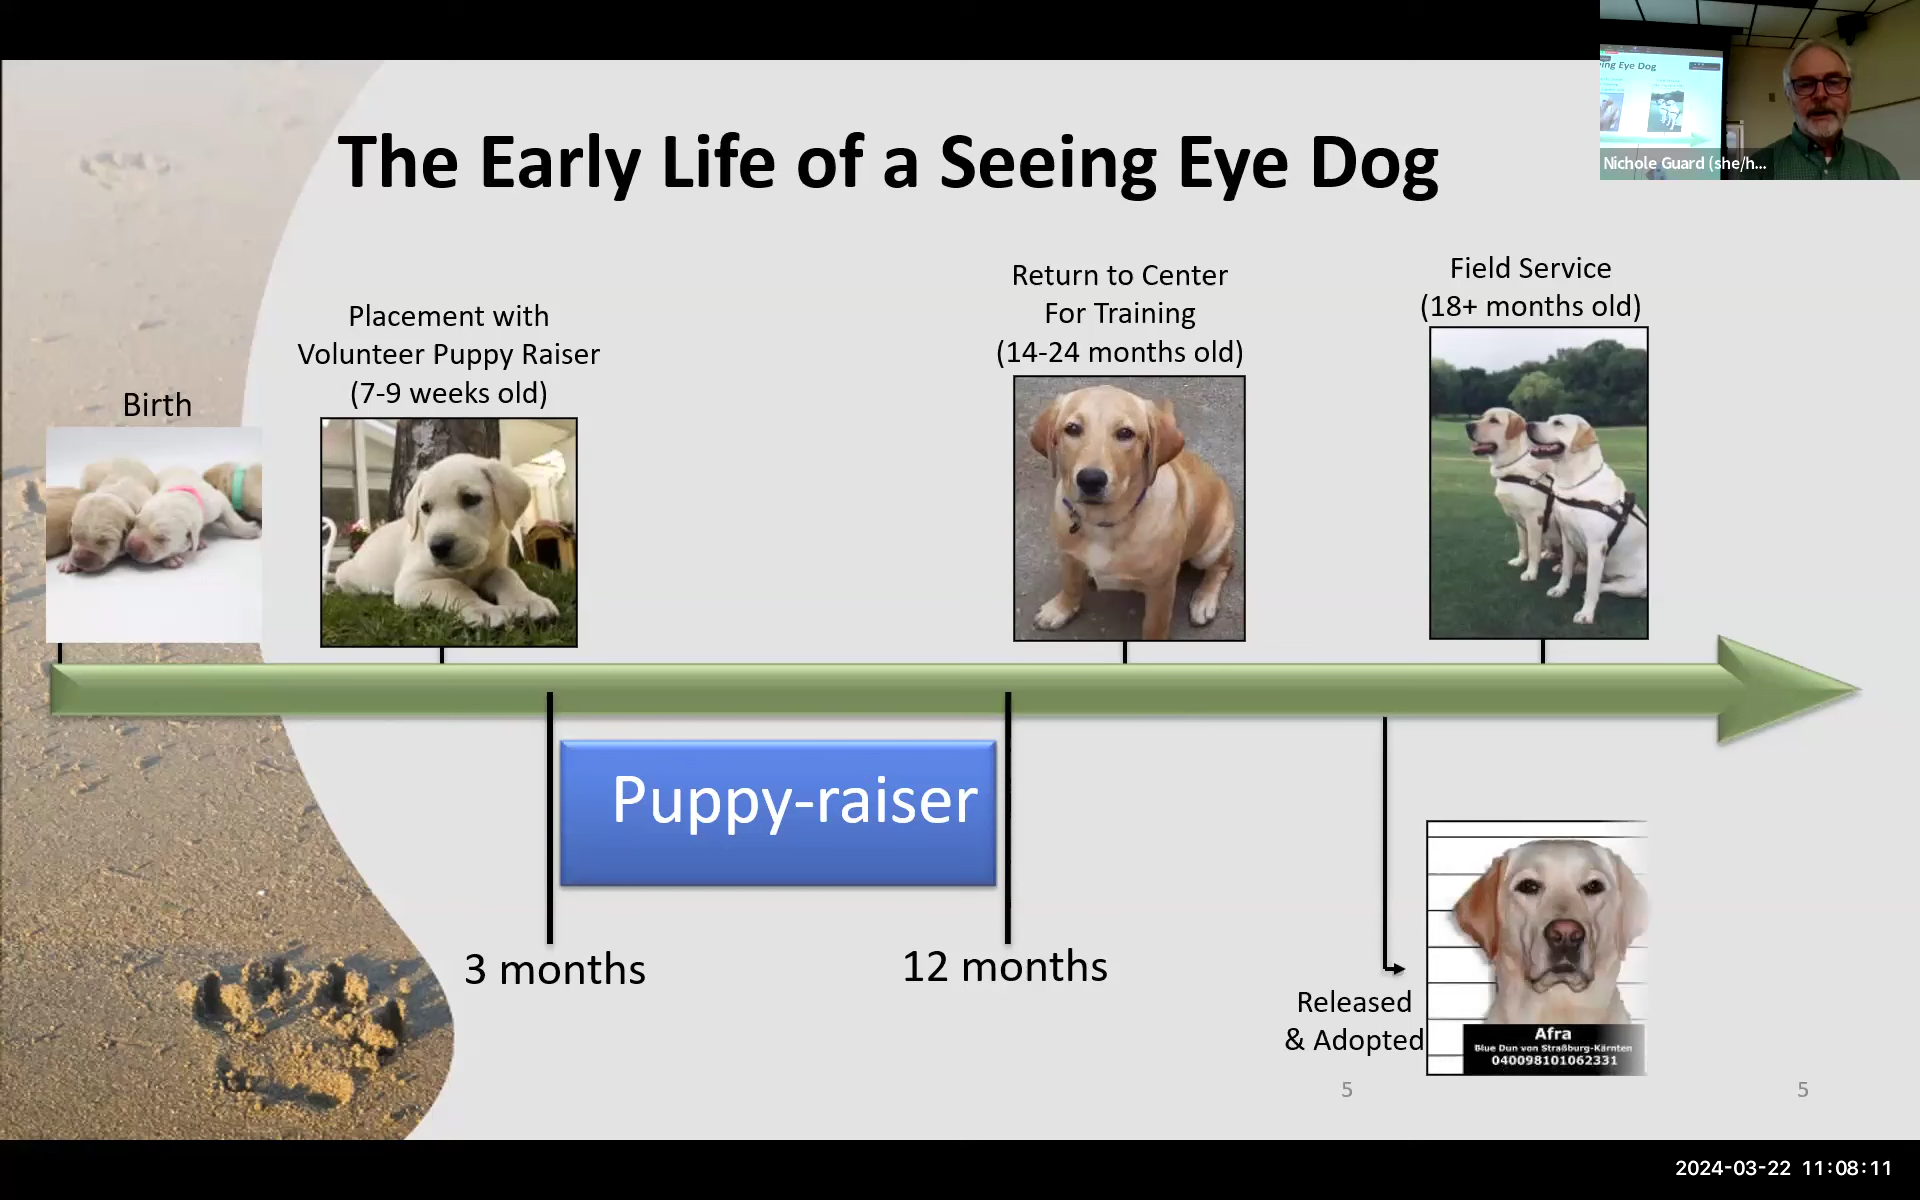 The Early Life of a Seeing Eye Dog
ing Eye Dog
Nichole Guard (she/h...
Birth
Placement with
Volunteer Puppy Raiser
(7-9 weeks old)
Return to Center
For Training
(14-24 months old)
Field Service
(18+ months old)
Puppy-raiser
3 months
12 months
Released
& Adopted
Afra
Blue Dun von Straßburg-Kärnten
040098101062331
5
5
2024-03-22 11:08:11